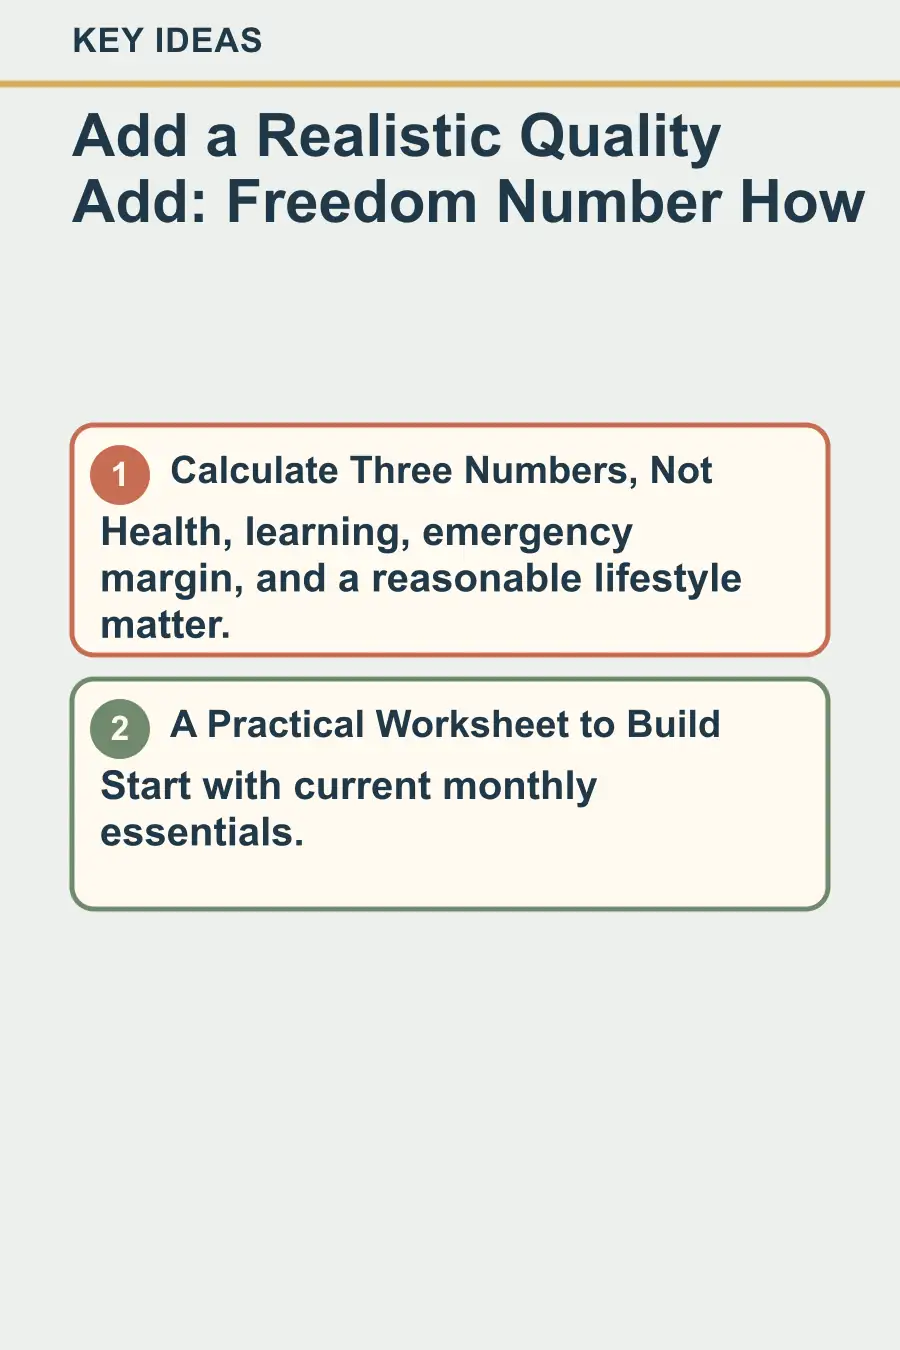 KEY IDEAS
Add a Realistic Quality
Add: Freedom Number How
1 Calculate Three Numbers, Not
Health, learning, emergency
margin, and a reasonable lifestyle
matter.
2 A Practical Worksheet to Build
Start with current monthly
essentials.